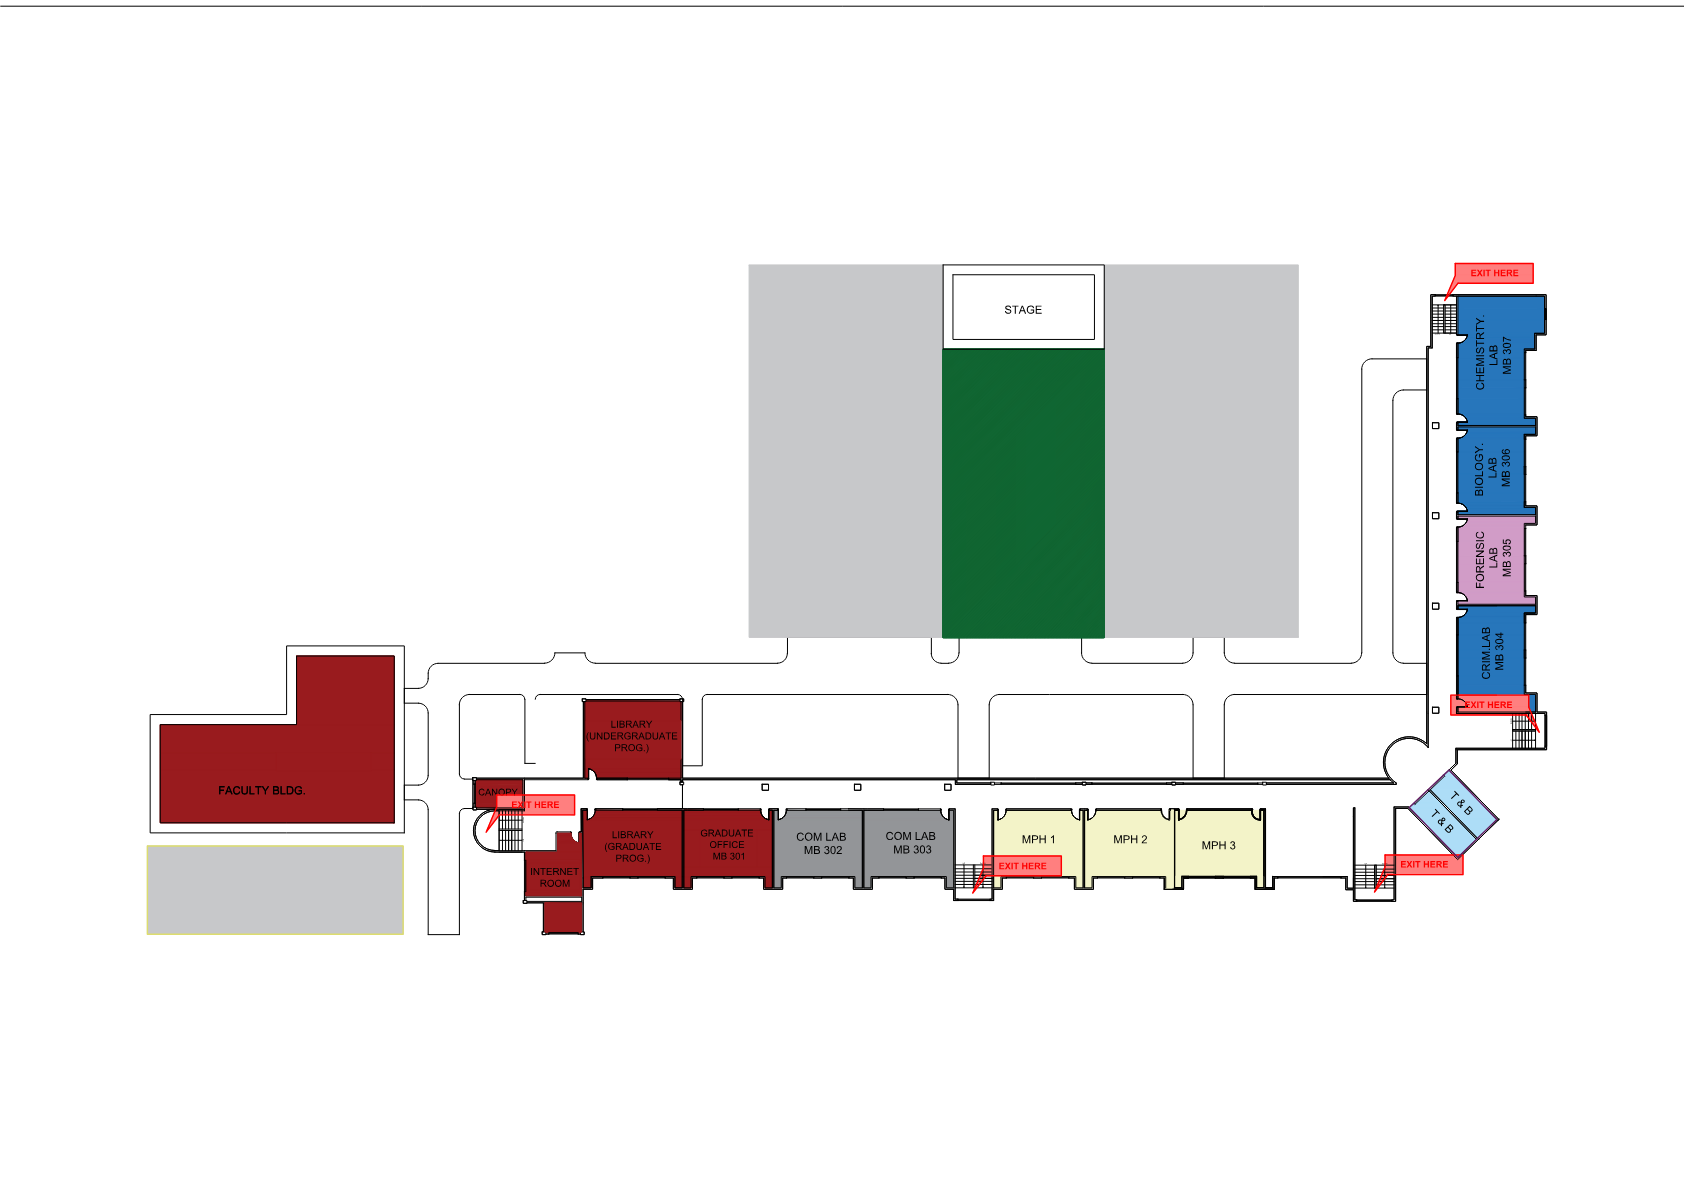 EXIT HERE
STAGE
CHEMISTRTY.
LAB
MB 307
BIOLOGY.
LAB
MB 306
FORENSIC
LAB
MB 305
CRIM.LAB
MB 304
EXIT HERE
LIBRARY
(UNDERGRADUATE
PROG.)
FACULTY BLDG.
CANOPY
EXIT HERE
LIBRARY
(GRADUATE
PROG.)
GRADUATE
OFFICE
MB 301
COM LAB
MB 302
COM LAB
MB 303
MPH 1
MPH 2
MPH 3
T & B
T & B
EXIT HERE
EXIT HERE
INTERNET
ROOM